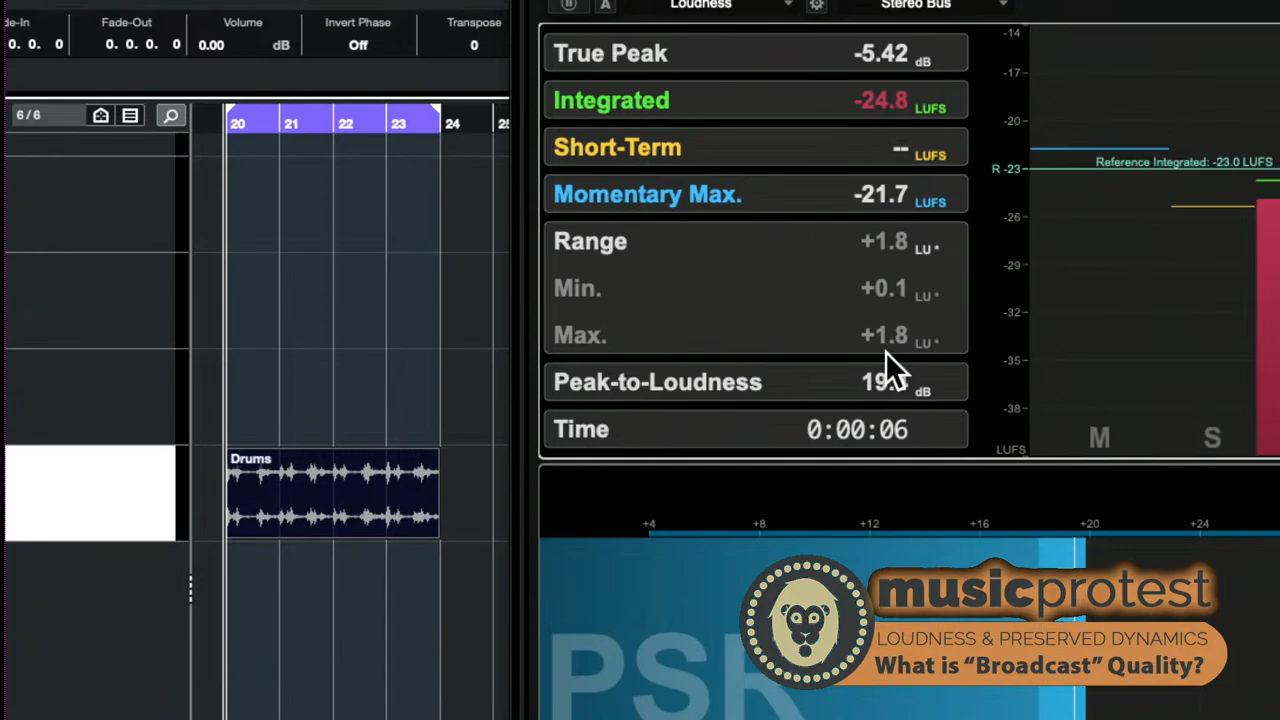 de-In Fade-Out Volume Invert Phase Transpose
0. 0. 0 0. 0. 0. 0 0.00 dB Off 0
6/6
20 21 22 23 24 25
Drums
A Loudness Stereo Bus
True Peak -5.42 dB
Integrated -24.8 LUFS
Short-Term -- LUFS
Momentary Max. -21.7 LUFS
Range +1.8 LU*
Min. +0.1 LU*
Max. +1.8 LU*
Peak-to-Loudness 19. dB
Time 0:00:06
-14
-17
-20
Reference Integrated: -23.0 LUFS
R -23
-26
-29
-32
-35
-38
LUFS
M S
+4 +8 +12 +16 +20 +24
PSR
musicprotest
LOUDNESS & PRESERVED DYNAMICS
What is “Broadcast” Quality?